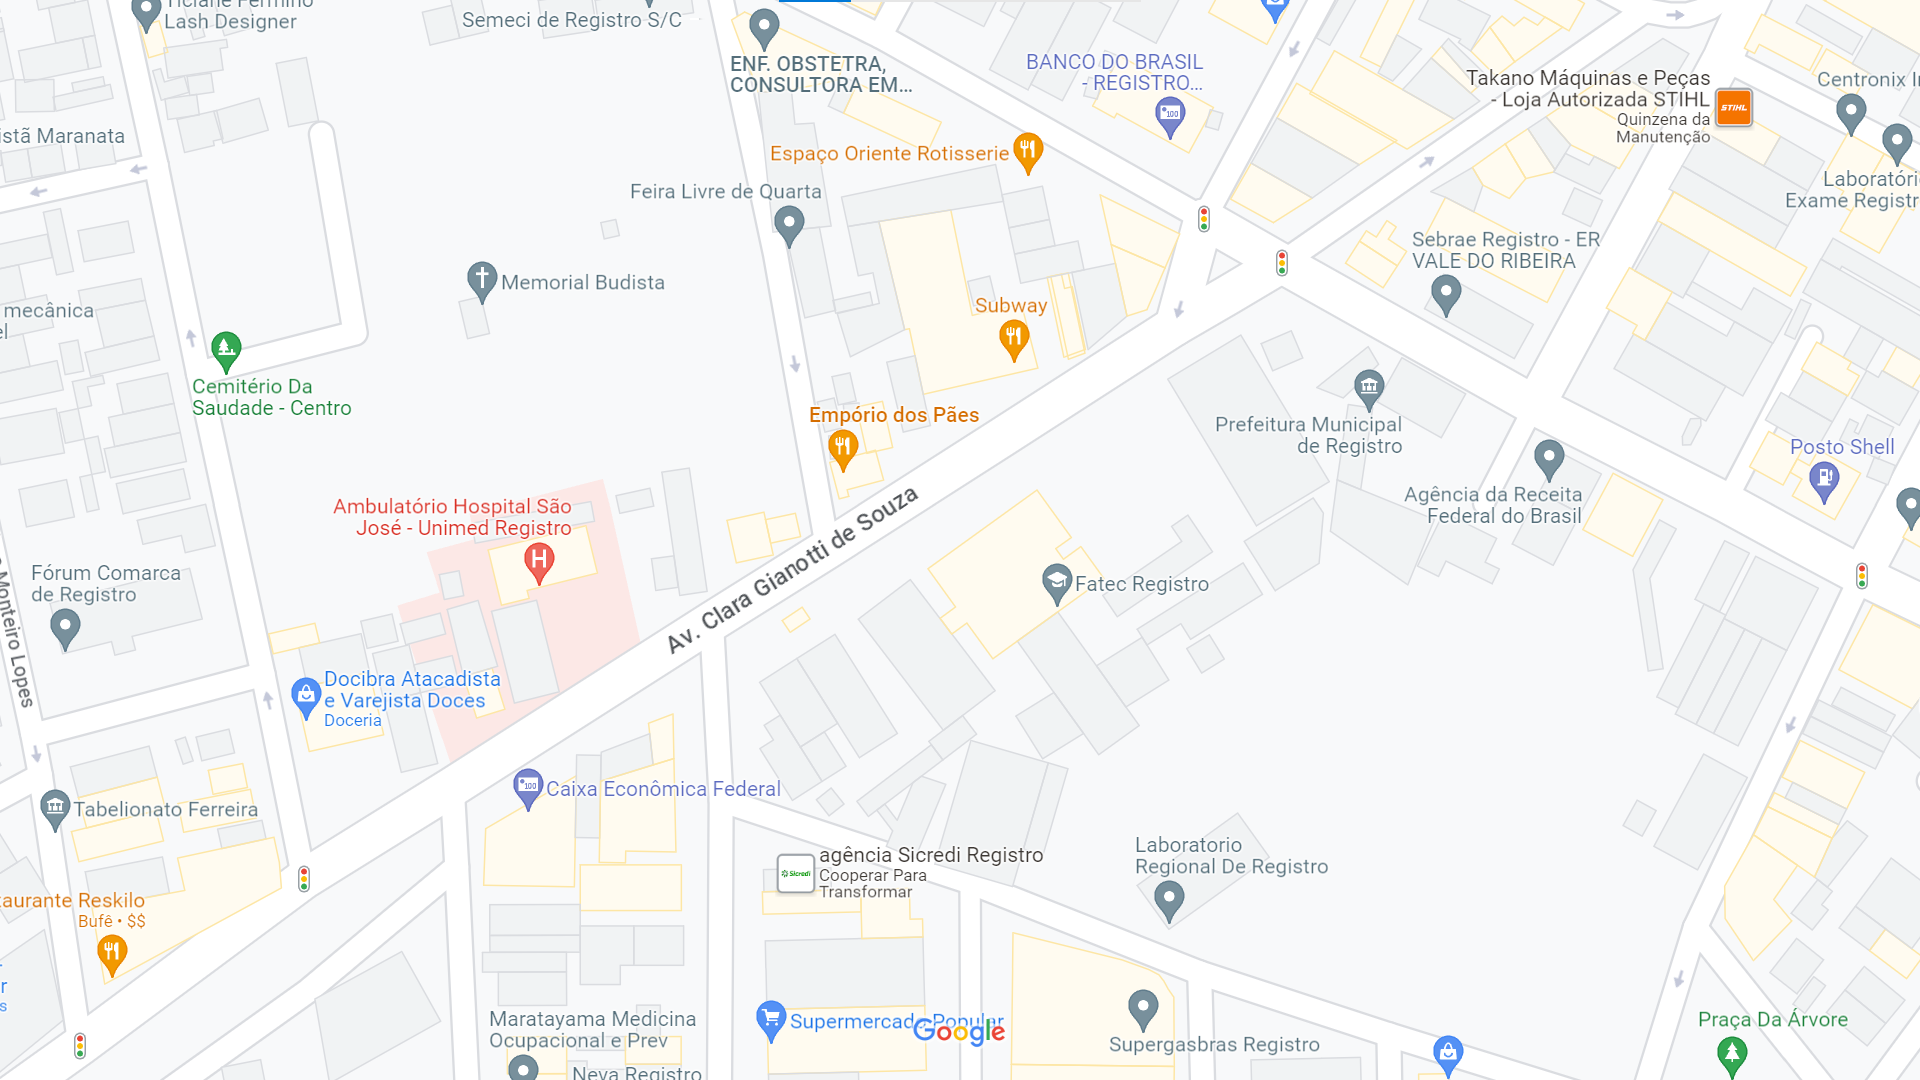 Lash Designer
Semeci de Registro S/C
ENF. OBSTETRA,
CONSULTORA EM...
BANCO DO BRASIL
- REGISTRO...
Takano Máquinas e Peças
- Loja Autorizada STIHL
Quinzena da
Manutenção
STIHL
Centronix I
istã Maranata
Espaço Oriente Rotisserie
Feira Livre de Quarta
Laboratóri
Exame Registr
Sebrae Registro - ER
VALE DO RIBEIRA
Memorial Budista
mecânica
Subway
Cemitério Da
Saudade - Centro
Empório dos Pães
Prefeitura Municipal
de Registro
Posto Shell
Agência da Receita
Federal do Brasil
Ambulatório Hospital São
José - Unimed Registro
H
Av. Clara Gianotti de Souza
Fatec Registro
Fórum Comarca
de Registro
Monteiro Lopes
Docibra Atacadista
e Varejista Doces
Doceria
Caixa Econômica Federal
Tabelionato Ferreira
agência Sicredi Registro
Cooperar Para
Transformar
Sicredi
Laboratorio
Regional De Registro
taurante Reskilo
Bufê • $$
Maratayama Medicina
Ocupacional e Prev
Supermercado Popular
Google
Supergasbras Registro
Praça Da Árvore
Neva Registro